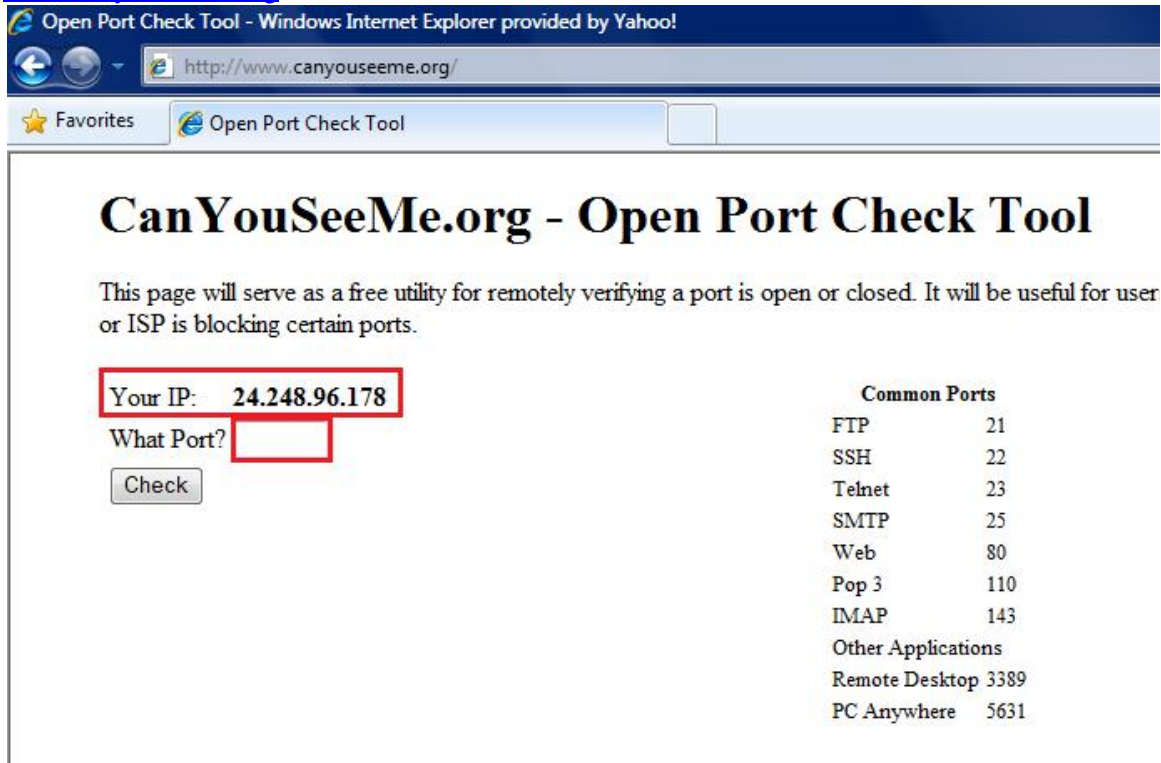 Open Port Check Tool - Windows Internet Explorer provided by Yahoo!
http://www.canyouseeme.org/
Favorites
Open Port Check Tool
CanYouSeeMe.org - Open Port Check Tool
This page will serve as a free utility for remotely verifying a port is open or closed. It will be useful for user
or ISP is blocking certain ports.
Your IP: 24.248.96.178
What Port?
Check
Common Ports
FTP 21
SSH 22
Telnet 23
SMTP 25
Web 80
Pop 3 110
IMAP 143
Other Applications
Remote Desktop 3389
PC Anywhere 5631